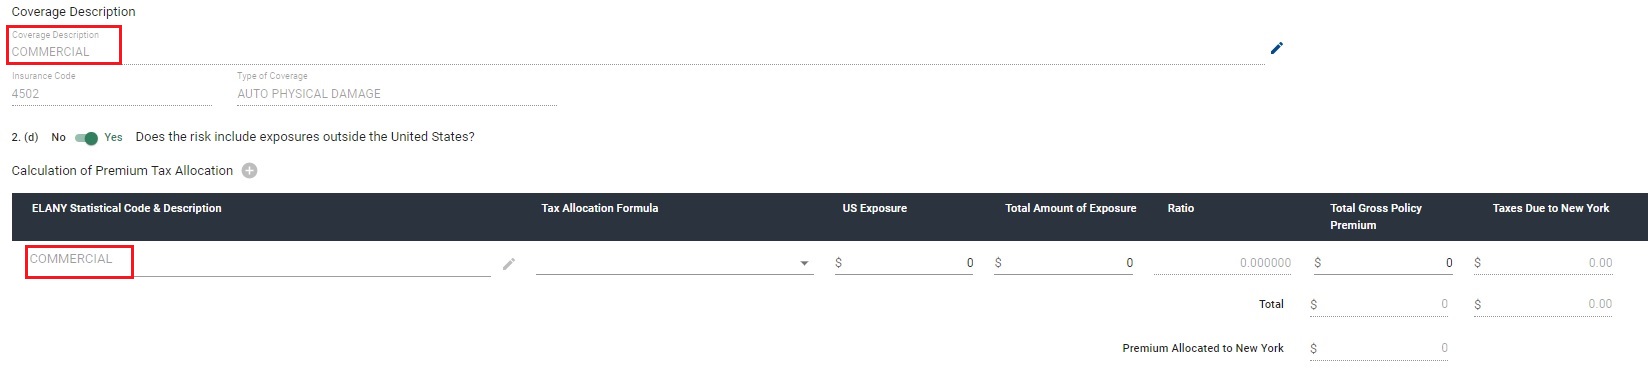 Coverage Description
Coverage Description
COMMERCIAL
Insurance Code Type of Coverage
4502 AUTO PHYSICAL DAMAGE
2. (d) No Yes Does the risk include exposures outside the United States?
Calculation of Premium Tax Allocation
ELANY Statistical Code & Description Tax Allocation Formula US Exposure Total Amount of Exposure Ratio Total Gross Policy Premium Taxes Due to New York
COMMERCIAL $ 0 $ 0 0.000000 $ 0 $ 0.00
Total $ 0 $ 0.00
Premium Allocated to New York $ 0